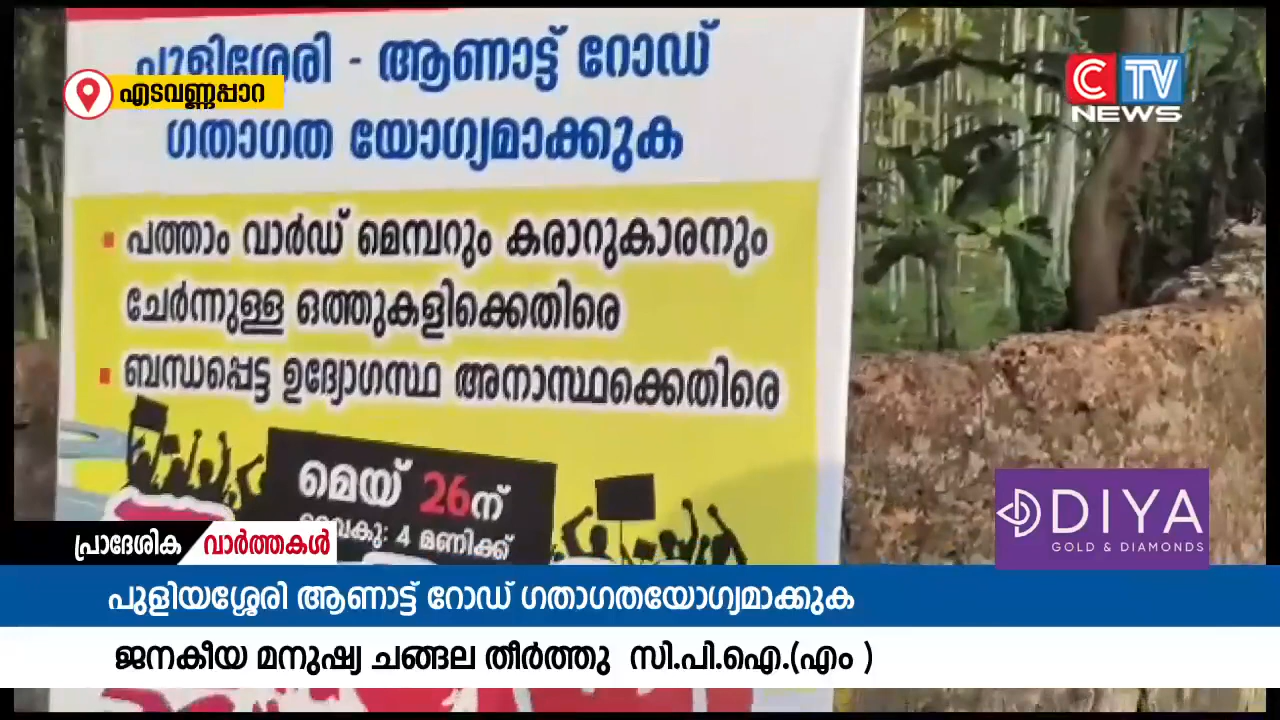 പുളിശ്ശേരി - ആണാട്ട് റോഡ്
എടവണ്ണപ്പാറ
CTV
NEWS
ഗതാഗത യോഗ്യമാക്കുക
▪ പത്താം വാർഡ് മെമ്പറും കരാറുകാരനും
ചേർന്നുള്ള ഒത്തുകളിക്കെതിരെ
▪ ബന്ധപ്പെട്ട ഉദ്യോഗസ്ഥ അനാസ്ഥക്കെതിരെ
മെയ് 26ന്
വൈകു: 4 മണിക്ക്
DIYA
GOLD & DIAMONDS
പ്രാദേശിക വാർത്തകൾ
പുളിയശ്ശേരി ആണാട്ട് റോഡ് ഗതാഗതയോഗ്യമാക്കുക
ജനകീയ മനുഷ്യ ചങ്ങല തീർത്തു സി.പി.ഐ.(എം )